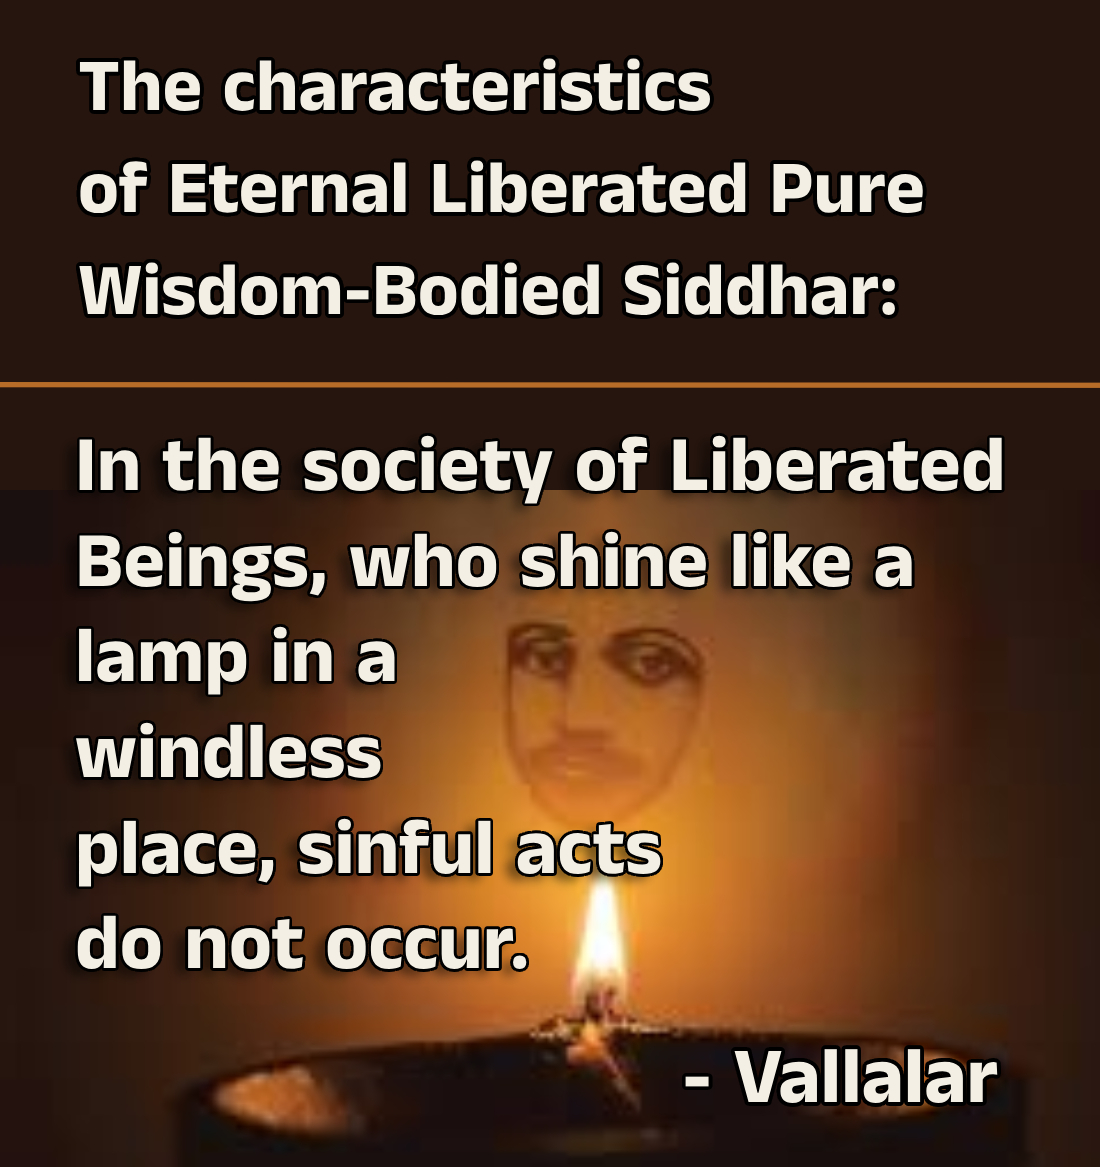 The characteristics
of Eternal Liberated Pure
Wisdom-Bodied Siddhar:
In the society of Liberated
Beings, who shine like a
lamp in a
windless
place, sinful acts
do not occur.
- Vallalar